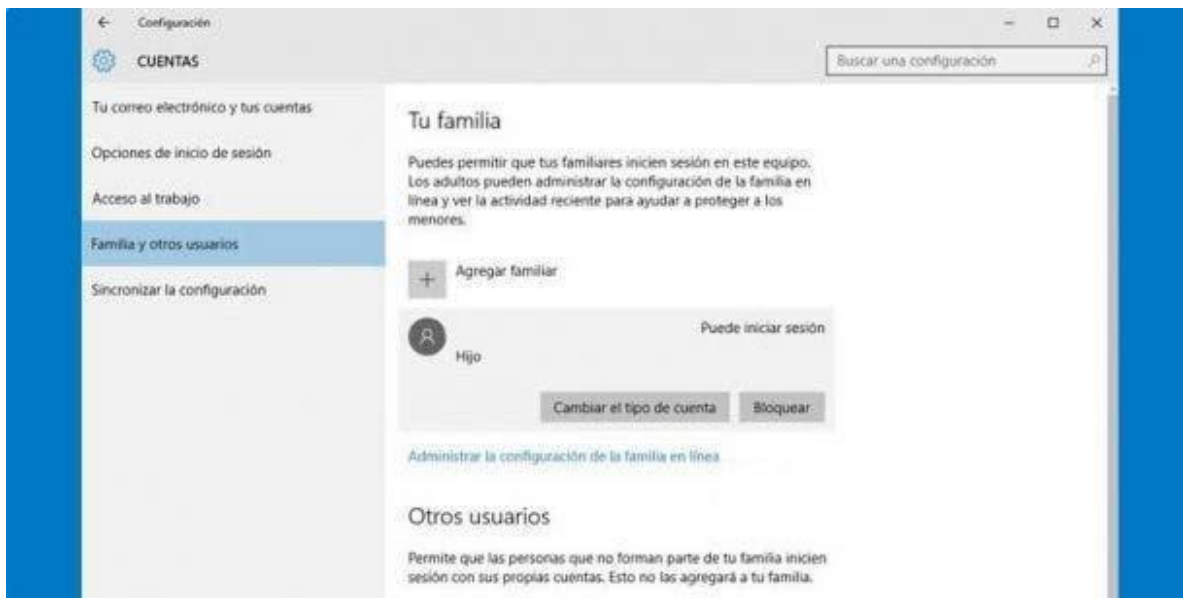 Configuración
CUENTAS
Buscar una configuración
Tu correo electrónico y tus cuentas
Opciones de inicio de sesión
Acceso al trabajo
Familia y otros usuarios
Sincronizar la configuración
Tu familia
Puedes permitir que tus familiares inicien sesión en este equipo.
Los adultos pueden administrar la configuración de la familia en
línea y ver la actividad reciente para ayudar a proteger a los
menores.
Agregar familiar
Puede iniciar sesión
Hijo
Cambiar el tipo de cuenta
Bloquear
Administrar la configuración de la familia en línea
Otros usuarios
Permite que las personas que no forman parte de tu familia inicien
sesión con sus propias cuentas. Esto no las agregará a tu familia.